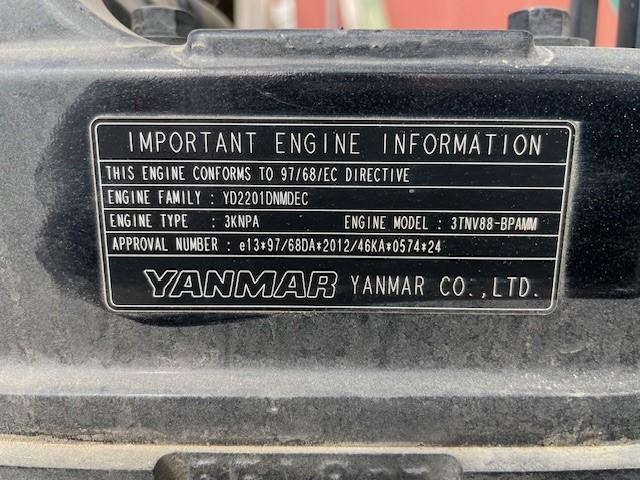 IMPORTANT ENGINE INFORMATION
THIS ENGINE CONFORMS TO 97/68/EC DIRECTIVE
ENGINE FAMILY : YD2201DNMDEC
ENGINE TYPE : 3KNPA ENGINE MODEL : 3TNV88-BPAMM
APPROVAL NUMBER : e13*97/68DA*2012/46KA*0574*24
YANMAR YANMAR CO.,LTD.